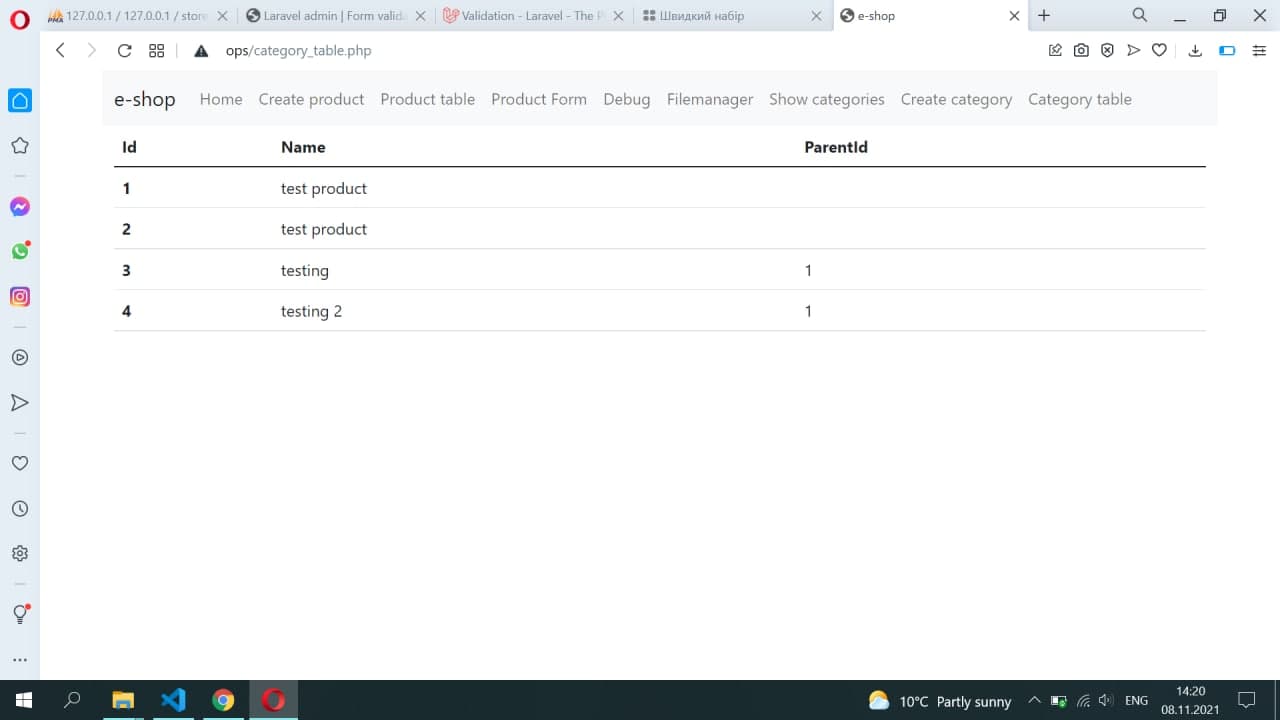 127.0.0.1 / 127.0.0.1 / store
Laravel admin | Form valid
Validation - Laravel - The P
Швидкий набір
e-shop
ops/category_table.php
e-shop Home Create product Product table Product Form Debug Filemanager Show categories Create category Category table
Id Name ParentId
1 test product
2 test product
3 testing 1
4 testing 2 1
10°C Partly sunny
ENG
14:20
08.11.2021